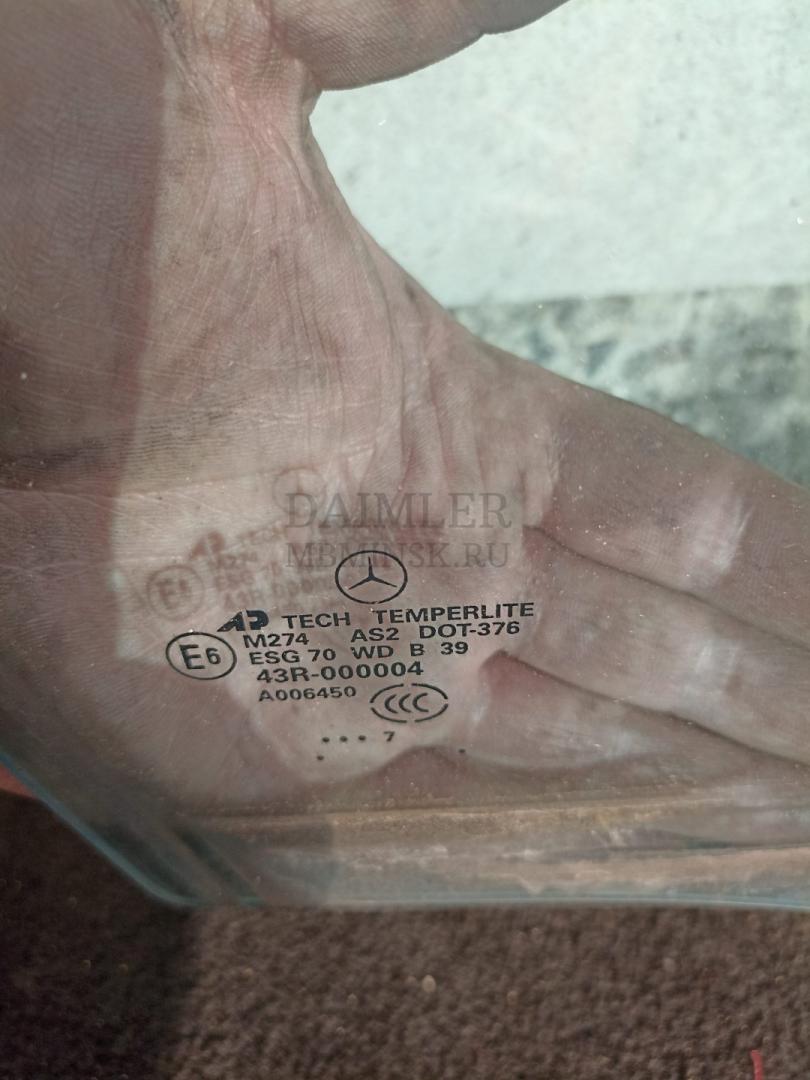 DAIMLER
MBMINSK.RU
AP TECH TEMPERLITE
E6
M274 AS2 DOT-376
ESG 70 WD B 39
43R-000004
A006450 CCC
••• 7